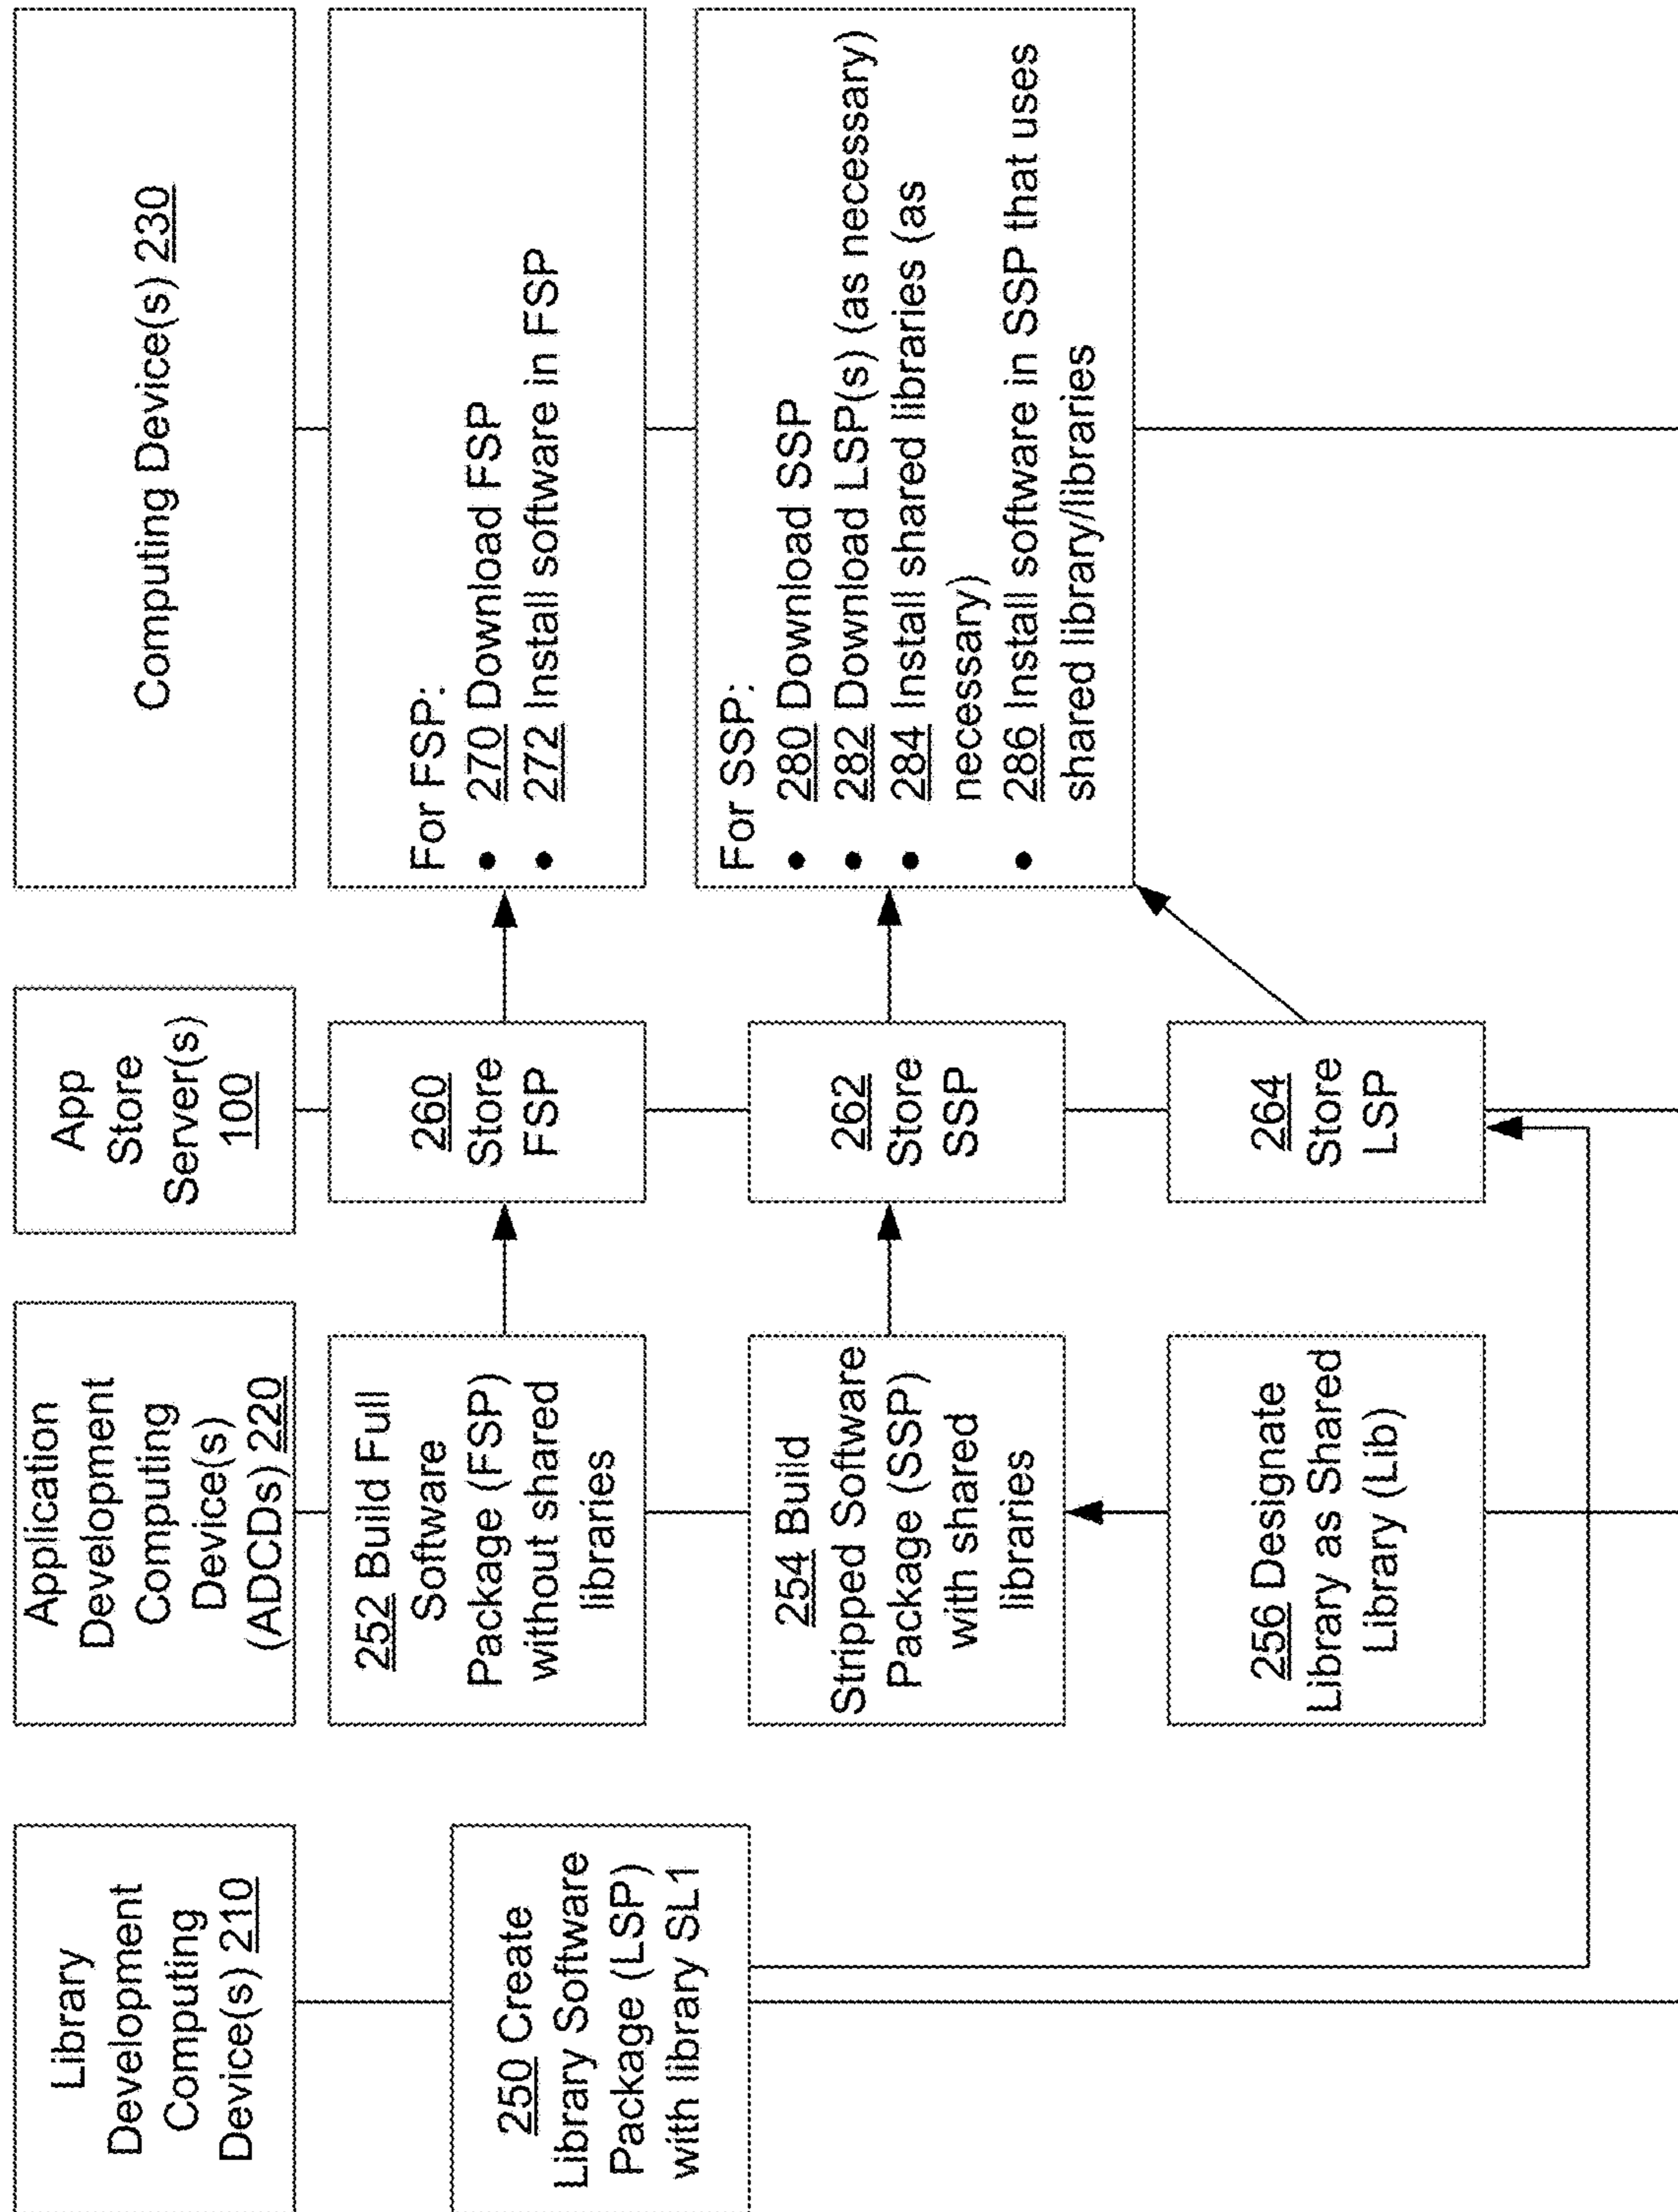 Library
Development
Computing
Device(s) 210
Application
Development
Computing
Device(s)
(ADCDs) 220
App
Store
Server(s)
100
Computing Device(s) 230
250 Create
Library Software
Package (LSP)
with library SL1
252 Build Full
Software
Package (FSP)
without shared
libraries
260
Store
FSP
For FSP:
• 270 Download FSP
• 272 Install software in FSP
254 Build
Stripped Software
Package (SSP)
with shared
libraries
262
Store
SSP
For SSP:
• 280 Download SSP
• 282 Download LSP(s) (as necessary)
• 284 Install shared libraries (as
necessary)
• 286 Install software in SSP that uses
shared library/libraries
256 Designate
Library as Shared
Library (Lib)
264
Store
LSP